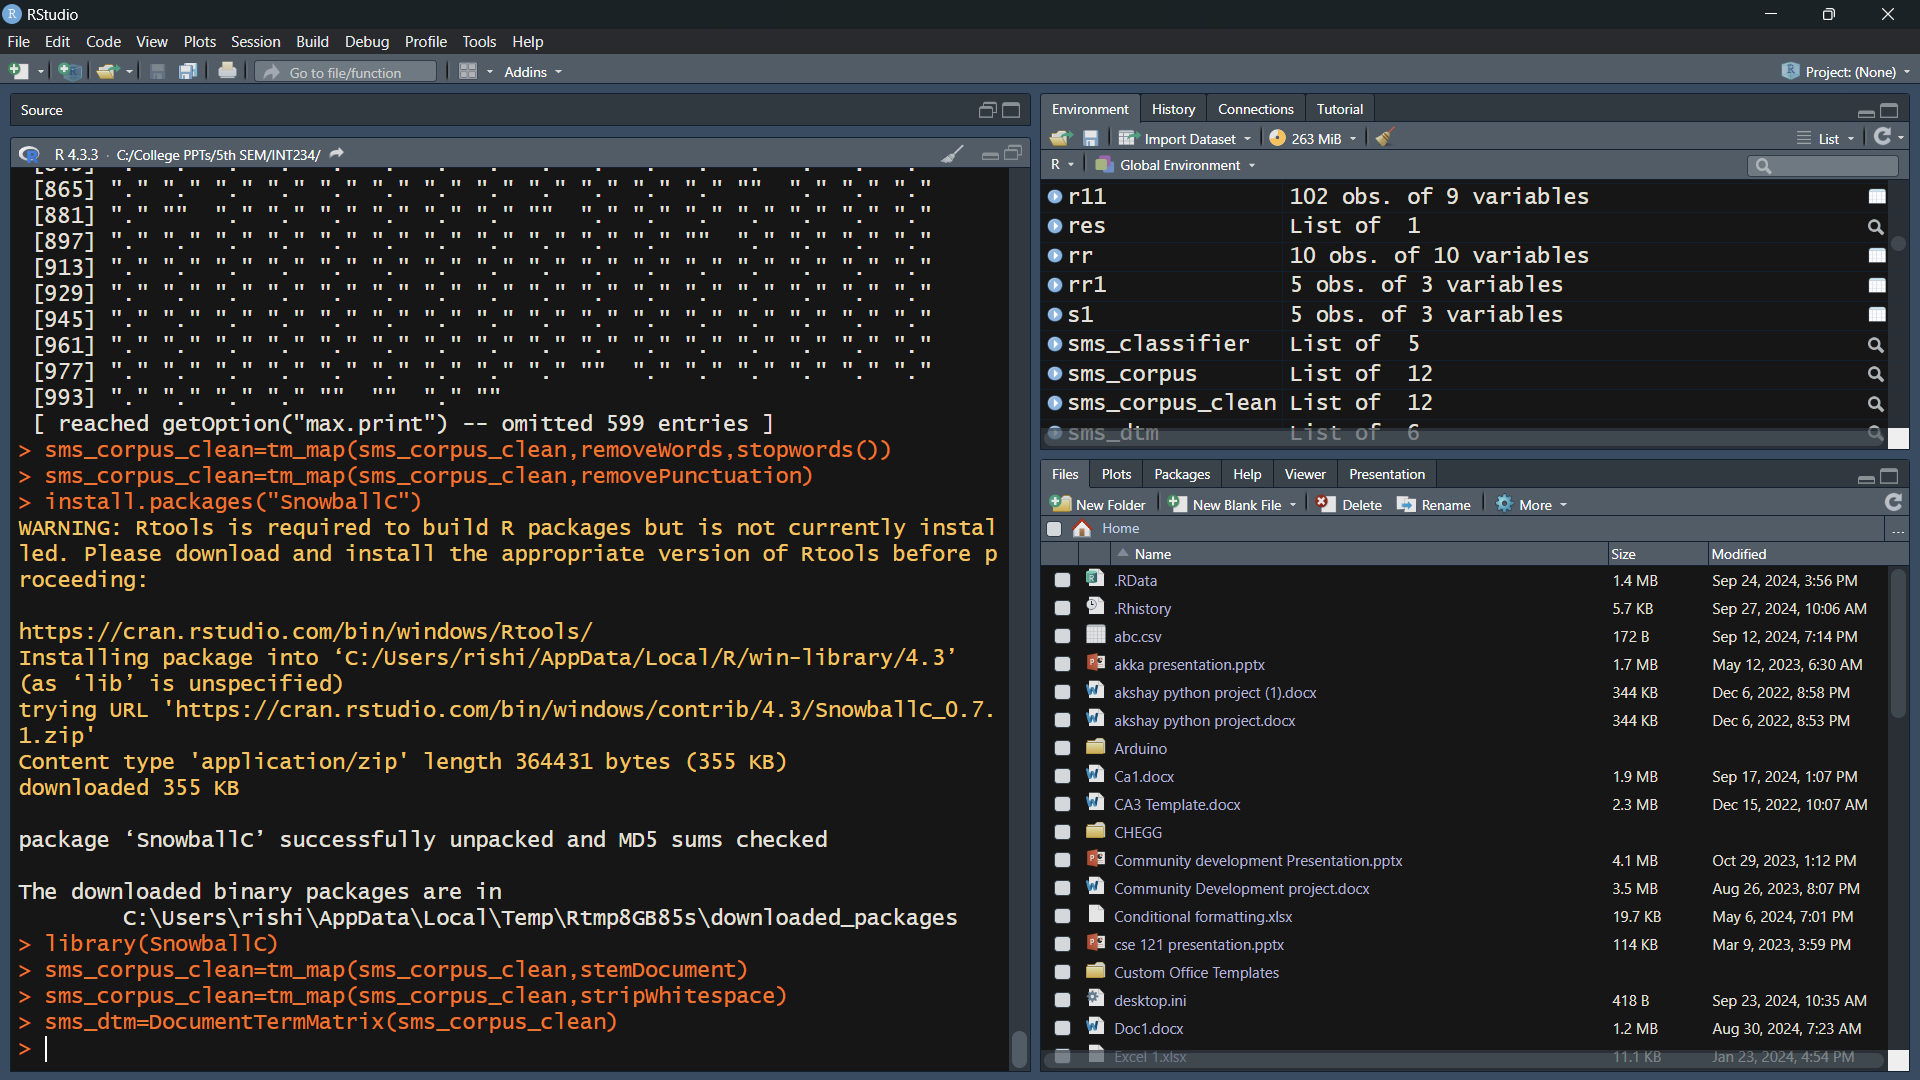 RStudio
File Edit Code View Plots Session Build Debug Profile Tools Help
Go to file/function Addins Project: (None)
Source
R 4.3.3 · C:/College PPTs/5th SEM/INT234/
[865] "." "." "." "." "." "." "." "." "." "." "." "." "" "." "." "."
[881] "." "" "." "." "." "." "." "." "" "." "." "." "." "." "." "."
[897] "." "." "." "." "." "." "." "." "." "." "." "" "." "." "." "."
[913] "." "." "." "." "." "." "." "." "." "." "." "." "." "." "." "."
[929] "." "." "." "." "." "." "." "." "." "." "." "." "." "." "." "."
[945] "." "." "." "." "." "." "." "." "." "." "." "." "." "." "." "."
[961] "." "." "." "." "." "." "." "." "." "." "." "." "." "." "." "."
[977] "." "." "." "." "." "." "." "." "." "" "." "." "." "." "." "."
[993] "." "." "." "." "" "" "." ""
[ reached getOption("max.print") -- omitted 599 entries ]
> sms_corpus_clean=tm_map(sms_corpus_clean,removeWords,stopwords())
> sms_corpus_clean=tm_map(sms_corpus_clean,removePunctuation)
> install.packages("SnowballC")
WARNING: Rtools is required to build R packages but is not currently instal
led. Please download and install the appropriate version of Rtools before p
roceeding:
https://cran.rstudio.com/bin/windows/Rtools/
Installing package into ‘C:/Users/rishi/AppData/Local/R/win-library/4.3’
(as ‘lib’ is unspecified)
trying URL 'https://cran.rstudio.com/bin/windows/contrib/4.3/SnowballC_0.7.
1.zip'
Content type 'application/zip' length 364431 bytes (355 KB)
downloaded 355 KB
package ‘SnowballC’ successfully unpacked and MD5 sums checked
The downloaded binary packages are in
C:\Users\rishi\AppData\Local\Temp\Rtmp8GB85s\downloaded_packages
> library(SnowballC)
> sms_corpus_clean=tm_map(sms_corpus_clean,stemDocument)
> sms_corpus_clean=tm_map(sms_corpus_clean,stripWhitespace)
> sms_dtm=DocumentTermMatrix(sms_corpus_clean)
>
Environment History Connections Tutorial
Import Dataset 263 MiB List
R Global Environment
r11 102 obs. of 9 variables
res List of 1
rr 10 obs. of 10 variables
rr1 5 obs. of 3 variables
s1 5 obs. of 3 variables
sms_classifier List of 5
sms_corpus List of 12
sms_corpus_clean List of 12
sms_dtm List of 6
Files Plots Packages Help Viewer Presentation
New Folder New Blank File Delete Rename More
Home ...
Name Size Modified
.RData 1.4 MB Sep 24, 2024, 3:56 PM
.Rhistory 5.7 KB Sep 27, 2024, 10:06 AM
abc.csv 172 B Sep 12, 2024, 7:14 PM
akka presentation.pptx 1.7 MB May 12, 2023, 6:30 AM
akshay python project (1).docx 344 KB Dec 6, 2022, 8:58 PM
akshay python project.docx 344 KB Dec 6, 2022, 8:53 PM
Arduino
Ca1.docx 1.9 MB Sep 17, 2024, 1:07 PM
CA3 Template.docx 2.3 MB Dec 15, 2022, 10:07 AM
CHEGG
Community development Presentation.pptx 4.1 MB Oct 29, 2023, 1:12 PM
Community Development project.docx 3.5 MB Aug 26, 2023, 8:07 PM
Conditional formatting.xlsx 19.7 KB May 6, 2024, 7:01 PM
cse 121 presentation.pptx 114 KB Mar 9, 2023, 3:59 PM
Custom Office Templates
desktop.ini 418 B Sep 23, 2024, 10:35 AM
Doc1.docx 1.2 MB Aug 30, 2024, 7:23 AM
Excel 1.xlsx 11.1 KB Jan 23, 2024, 4:54 PM